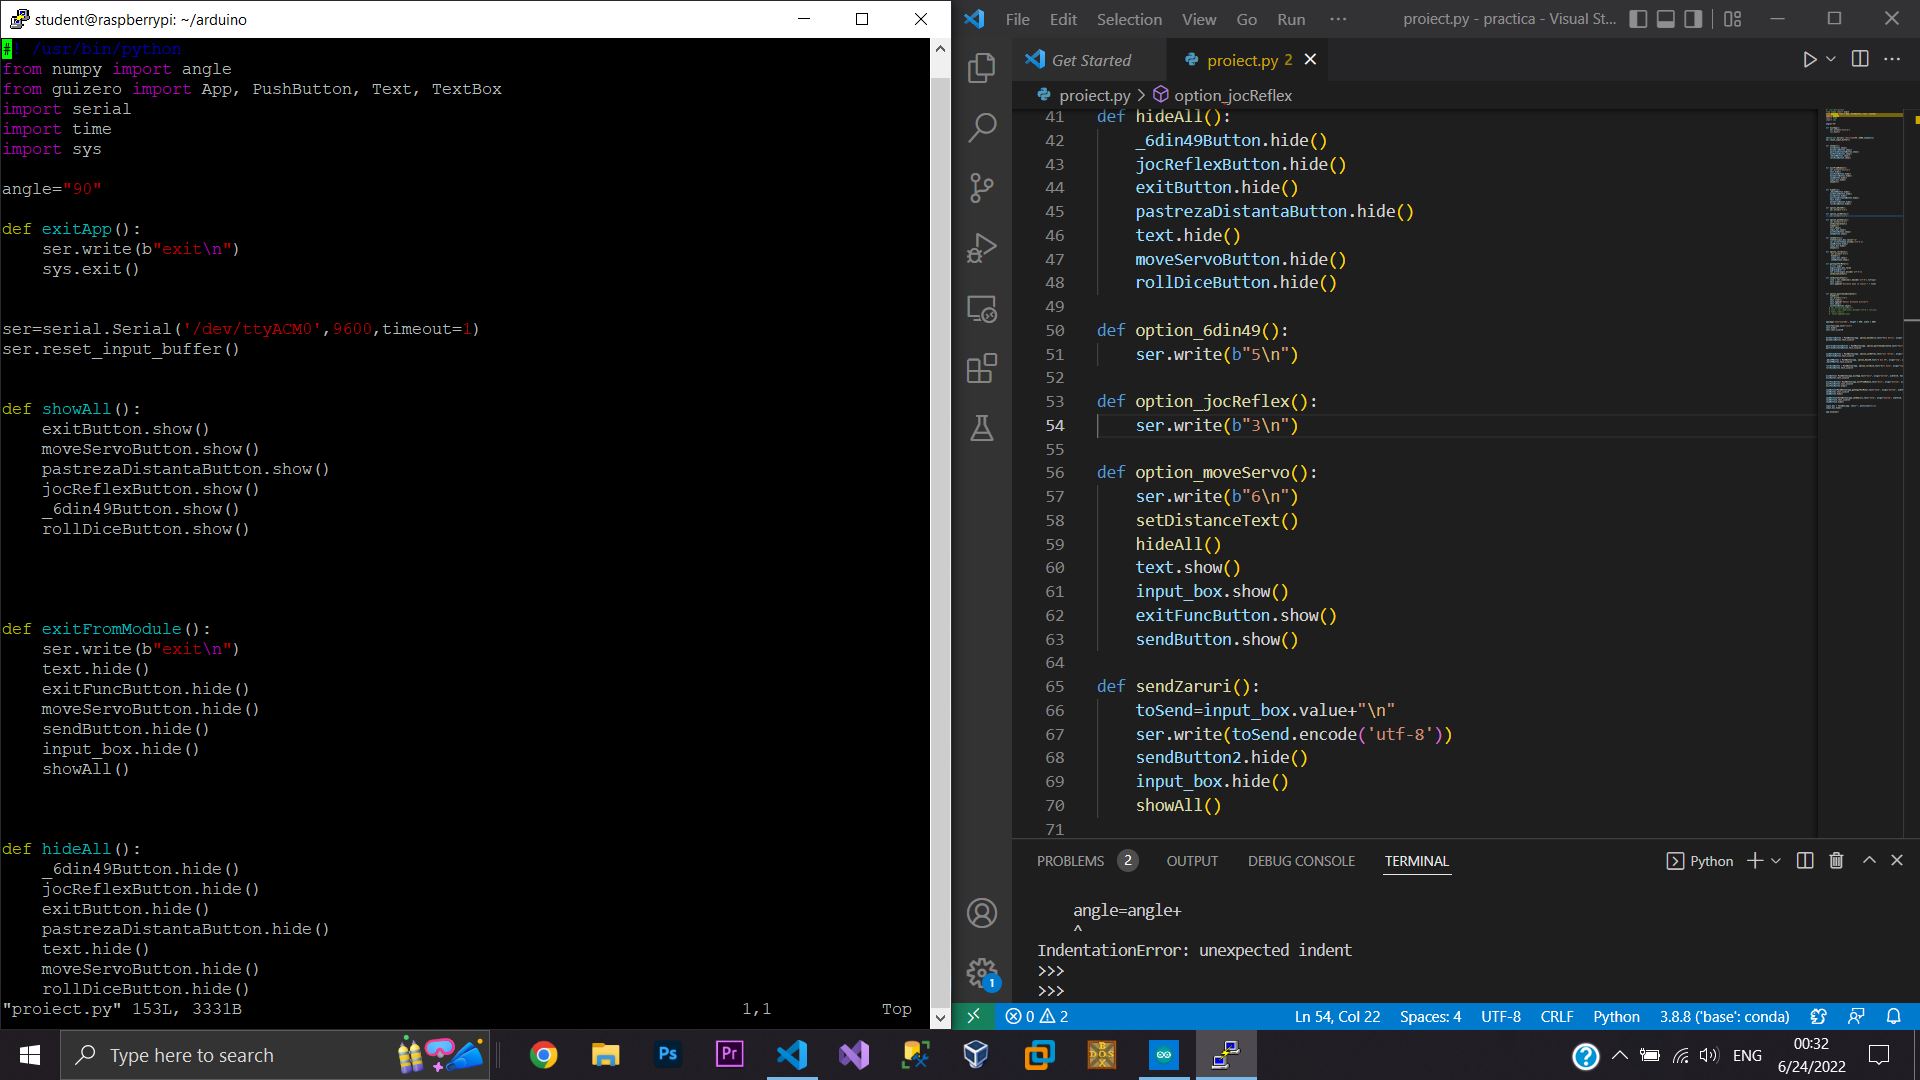 student@raspberrypi: ~/arduino
#! /usr/bin/python
from numpy import angle
from guizero import App, PushButton, Text, TextBox
import serial
import time
import sys
angle="90"
def exitApp():
ser.write(b"exit\n")
sys.exit()
ser=serial.Serial('/dev/ttyACM0',9600,timeout=1)
ser.reset_input_buffer()
def showAll():
exitButton.show()
moveServoButton.show()
pastrezaDistantaButton.show()
jocReflexButton.show()
_6din49Button.show()
rollDiceButton.show()
def exitFromModule():
ser.write(b"exit\n")
text.hide()
exitFuncButton.hide()
moveServoButton.hide()
sendButton.hide()
input_box.hide()
showAll()
def hideAll():
_6din49Button.hide()
jocReflexButton.hide()
exitButton.hide()
pastrezaDistantaButton.hide()
text.hide()
moveServoButton.hide()
rollDiceButton.hide()
"proiect.py" 153L, 3331B 1,1 Top
File Edit Selection View Go Run ··· proiect.py - practica - Visual St...
Get Started proiect.py 2
proiect.py > option_jocReflex
41 def hideAll():
42 _6din49Button.hide()
43 jocReflexButton.hide()
44 exitButton.hide()
45 pastrezaDistantaButton.hide()
46 text.hide()
47 moveServoButton.hide()
48 rollDiceButton.hide()
49
50 def option_6din49():
51 ser.write(b"5\n")
52
53 def option_jocReflex():
54 ser.write(b"3\n")
55
56 def option_moveServo():
57 ser.write(b"6\n")
58 setDistanceText()
59 hideAll()
60 text.show()
61 input_box.show()
62 exitFuncButton.show()
63 sendButton.show()
64
65 def sendZaruri():
66 toSend=input_box.value+"\n"
67 ser.write(toSend.encode('utf-8'))
68 sendButton2.hide()
69 input_box.hide()
70 showAll()
71
PROBLEMS 2 OUTPUT DEBUG CONSOLE TERMINAL Python
angle=angle+
^
IndentationError: unexpected indent
>>>
>>>
1
0 2 Ln 54, Col 22 Spaces: 4 UTF-8 CRLF Python 3.8.8 ('base': conda)
Type here to search
Ps
Pr
DOS
ENG
00:32
6/24/2022